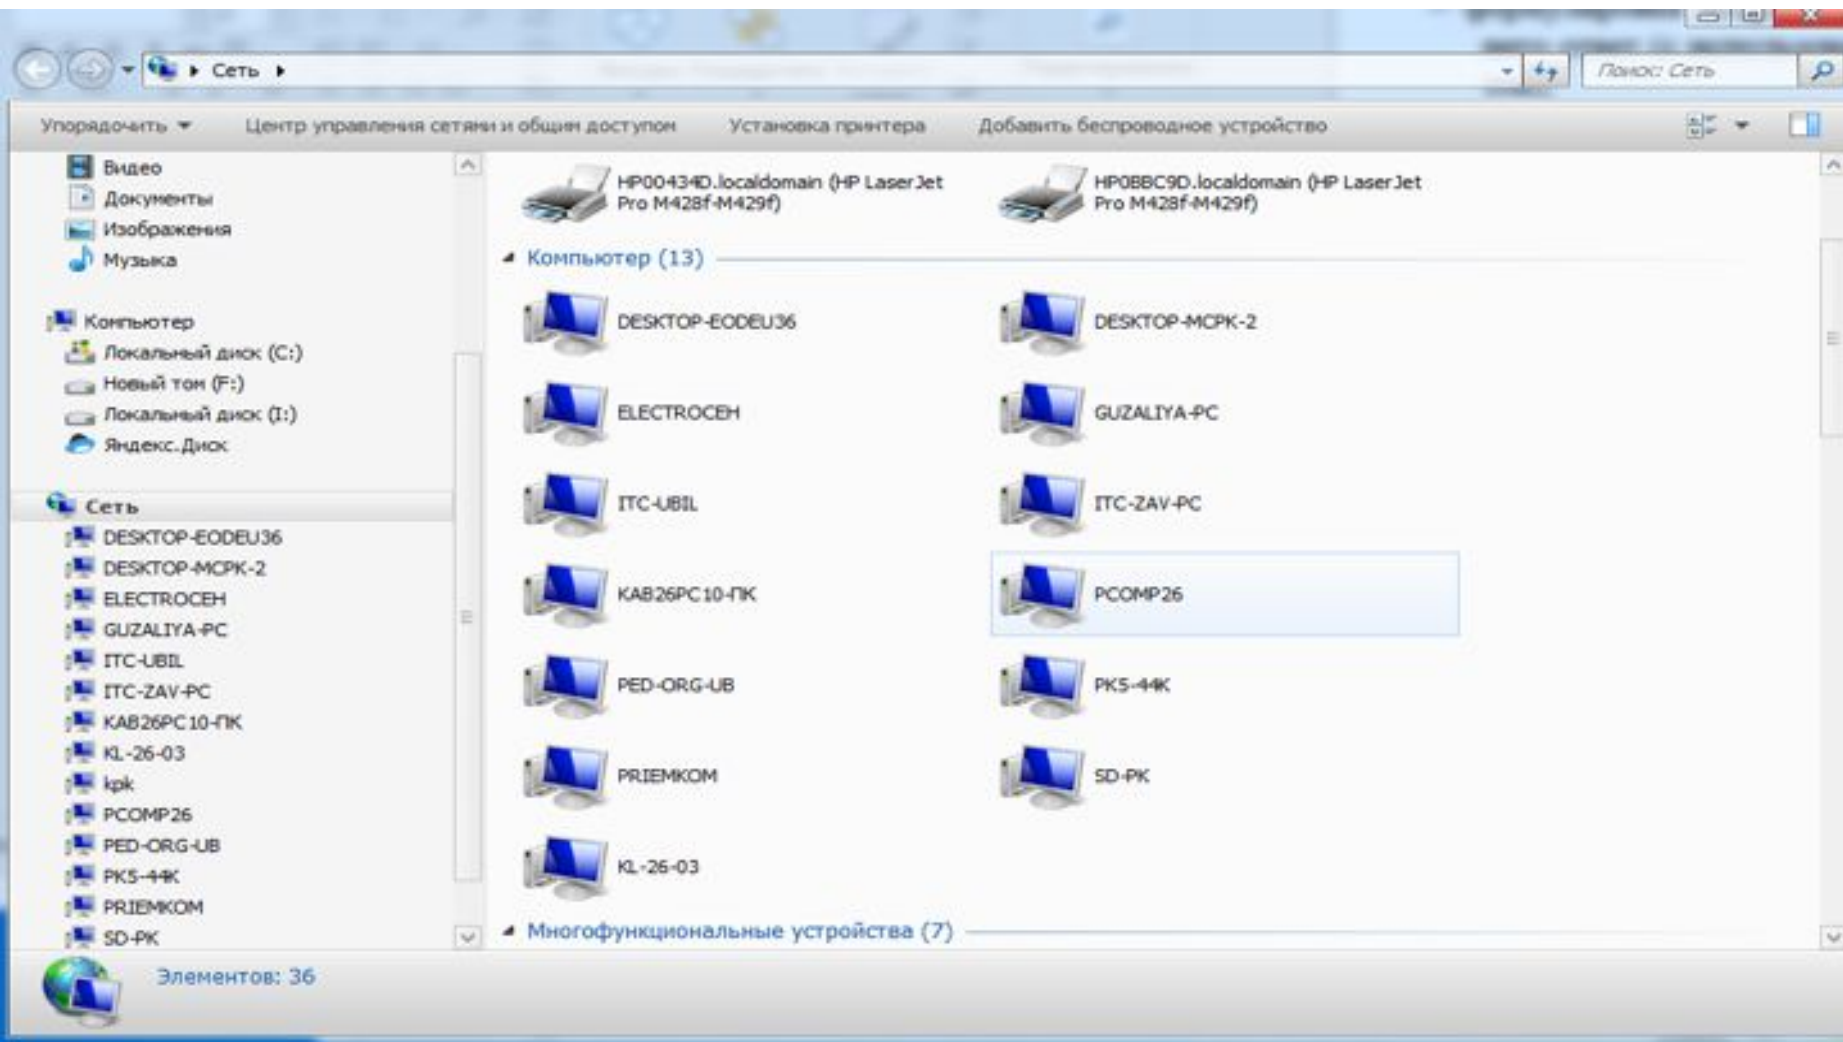 Сеть
Поиск: Сеть
Упорядочить
Центр управления сетями и общим доступом
Установка принтера
Добавить беспроводное устройство
Видео
Документы
Изображения
Музыка
Компьютер
Локальный диск (C:)
Новый том (F:)
Локальный диск (I:)
Яндекс.Диск
Сеть
DESKTOP-EODEU36
DESKTOP-MCPK-2
ELECTROCEH
GUZALIYA-PC
ITC-UBIL
ITC-ZAV-PC
KAB26PC10-ПК
KL-26-03
kpk
PCOMP26
PED-ORG-UB
PK5-44K
PRIEMKOM
SD-PK
HP00434D.localdomain (HP LaserJet
Pro M428f-M429f)
HP0BBC9D.localdomain (HP LaserJet
Pro M428f-M429f)
Компьютер (13)
DESKTOP-EODEU36
DESKTOP-MCPK-2
ELECTROCEH
GUZALIYA-PC
ITC-UBIL
ITC-ZAV-PC
KAB26PC10-ПК
PCOMP26
PED-ORG-UB
PK5-44K
PRIEMKOM
SD-PK
KL-26-03
Многофункциональные устройства (7)
Элементов: 36